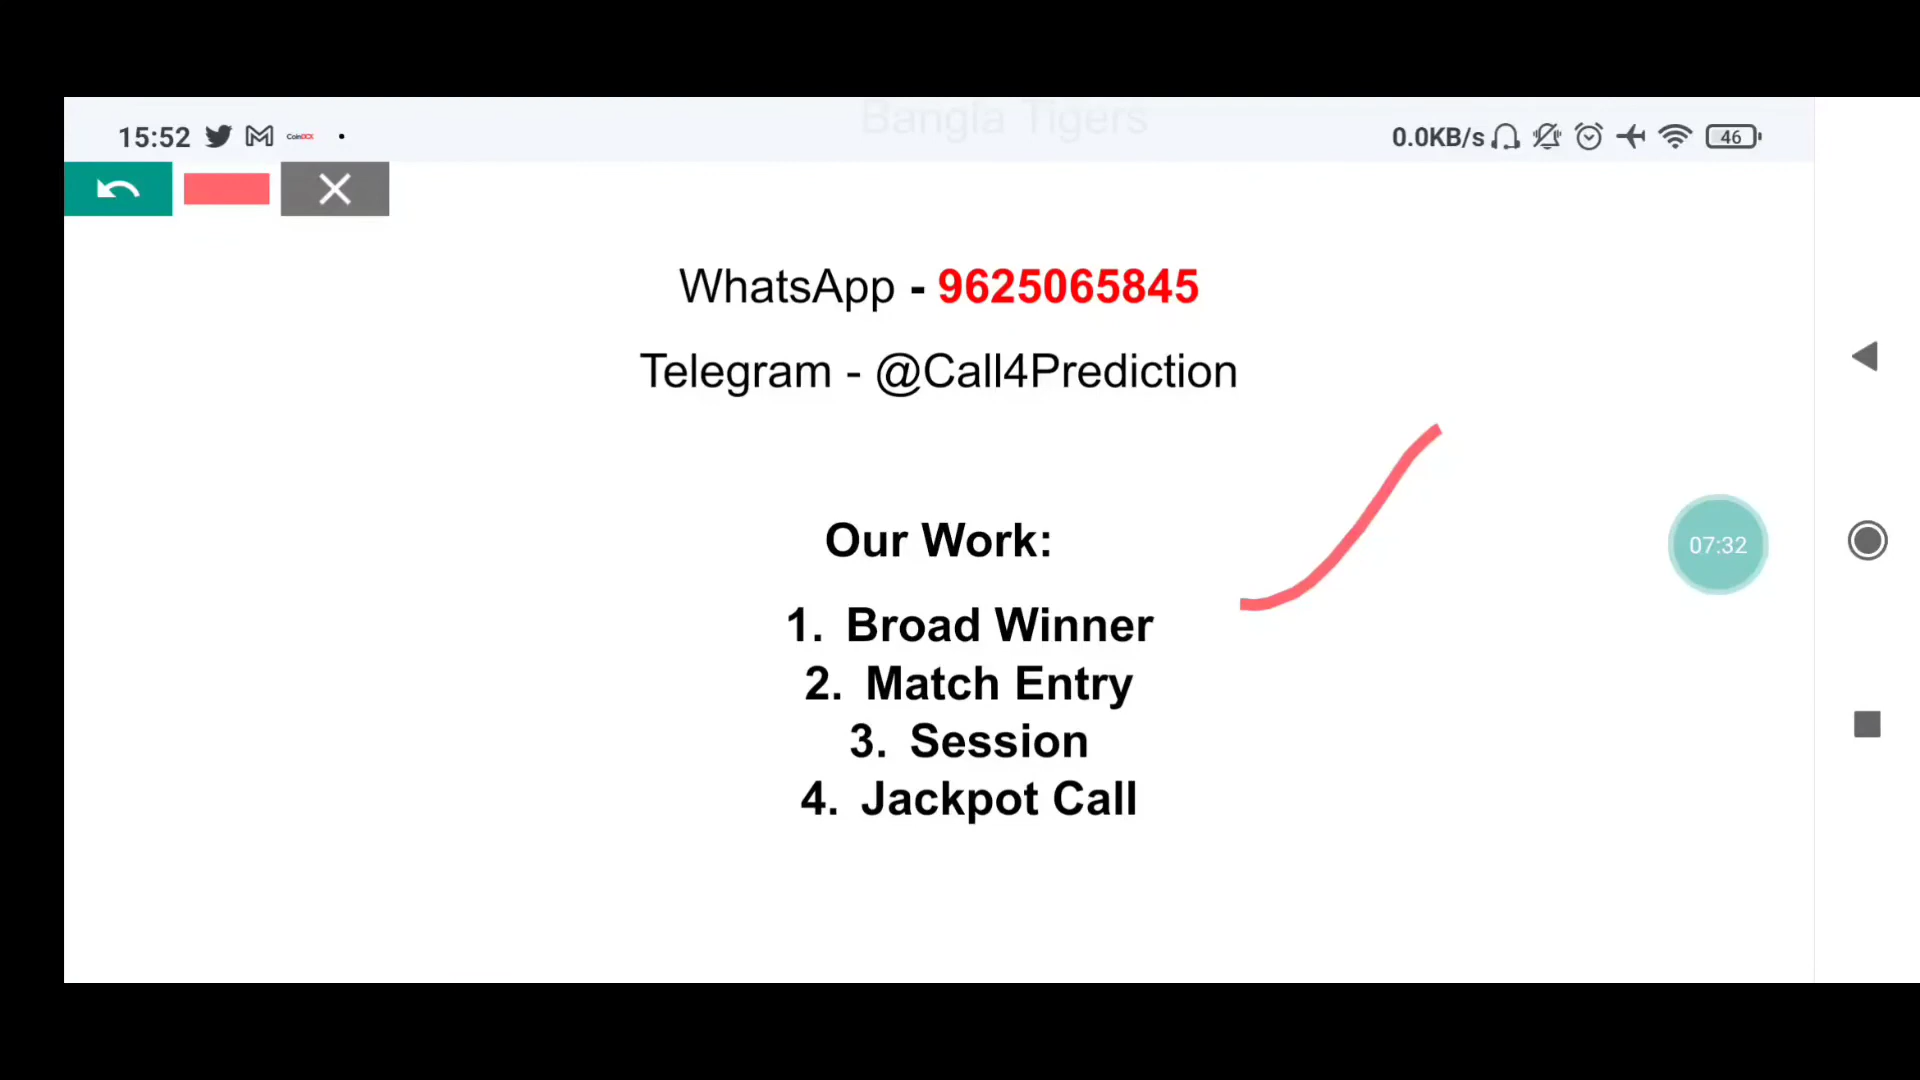 Bangla Tigers
15:52 CoinDCX 0.0KB/s 46
WhatsApp - 9625065845
Telegram - @Call4Prediction
Our Work:
07:32
1. Broad Winner
2. Match Entry
3. Session
4. Jackpot Call